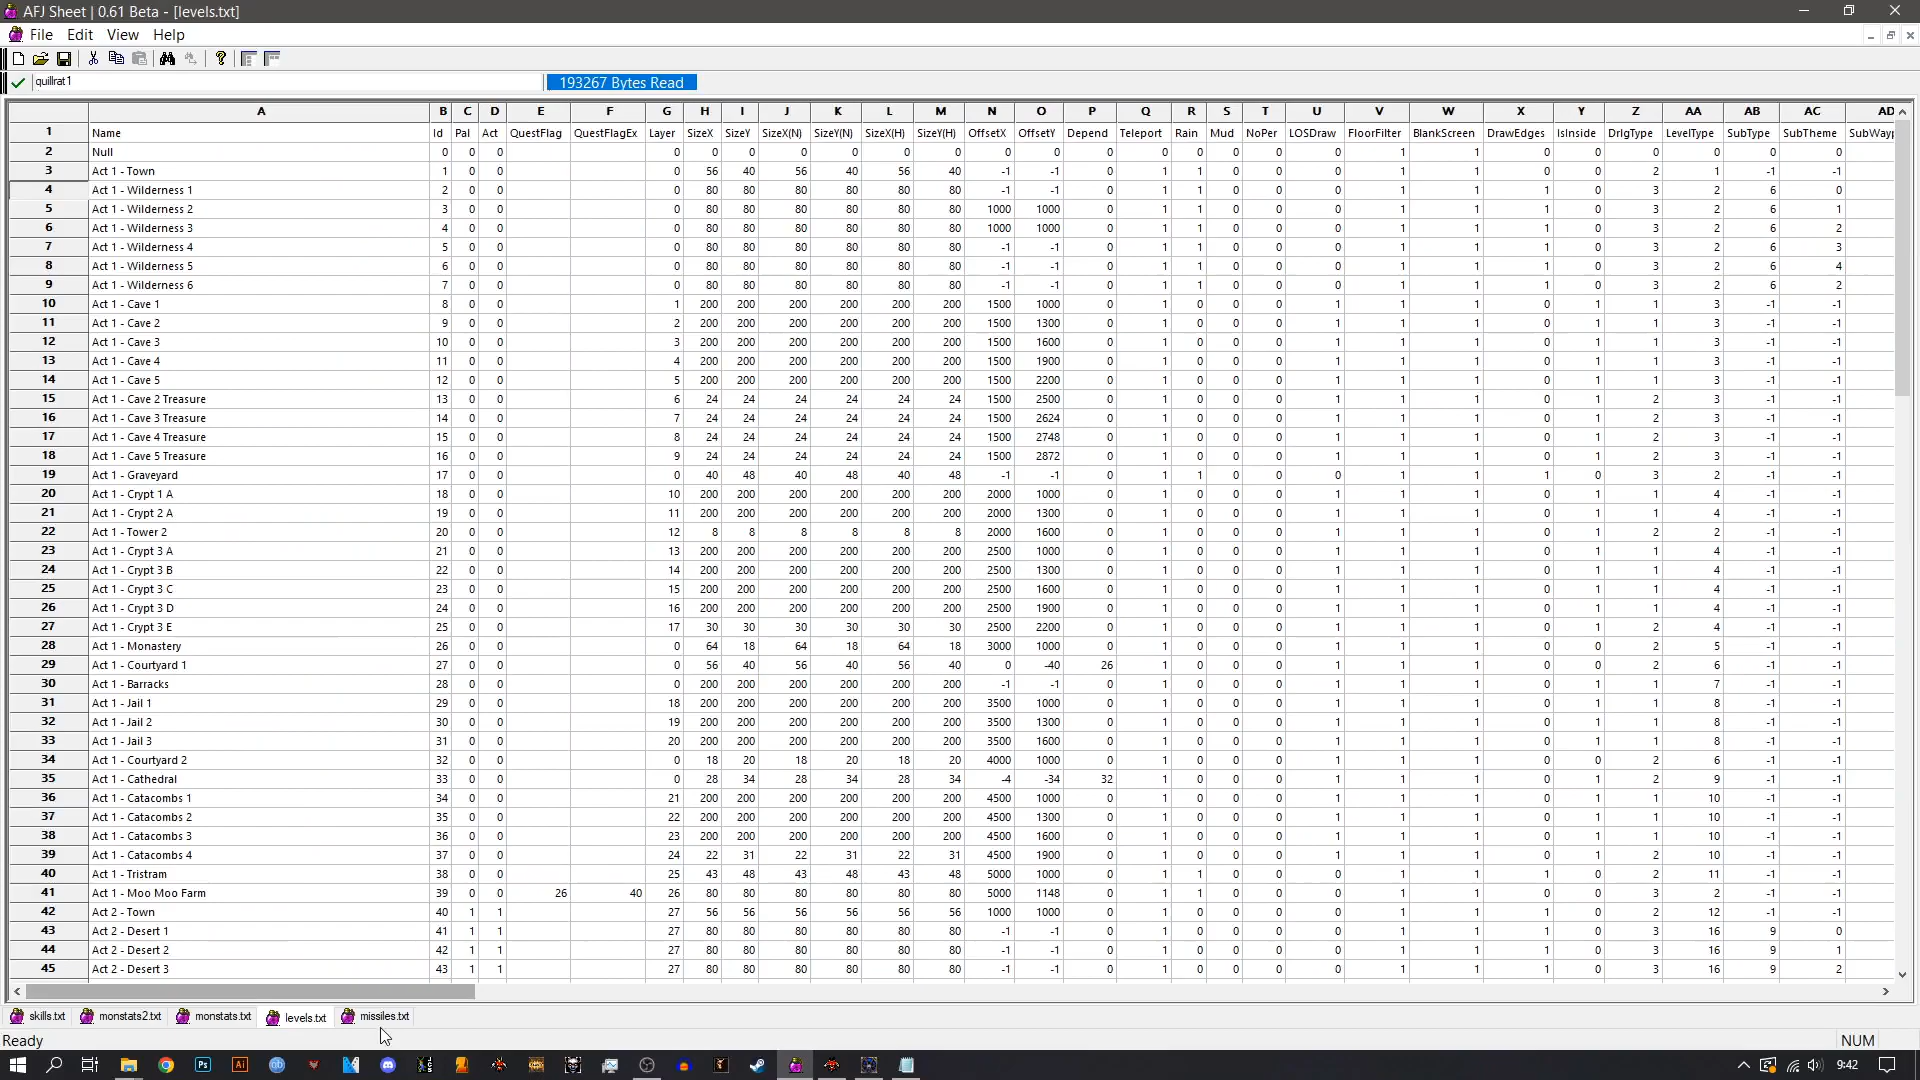 AFJ Sheet | 0.61 Beta - [levels.txt]
File Edit View Help
quillrat1 193267 Bytes Read
A B C D E F G H I J K L M N O P Q R S T U V W X Y Z AA AB AC AD
1 Name Id Pal Act QuestFlag QuestFlagEx Layer SizeX SizeY SizeX(N) SizeY(N) SizeX(H) SizeY(H) OffsetX OffsetY Depend Teleport Rain Mud NoPer LOSDraw FloorFilter BlankScreen DrawEdges IsInside DrlgType LevelType SubType SubTheme SubWayp
2 Null 0 0 0 0 0 0 0 0 0 0 0 0 0 0 0 0 0 0 1 1 0 0 0 0 0 0
3 Act 1 - Town 1 0 0 0 56 40 56 40 56 40 -1 -1 0 1 1 0 0 0 1 1 0 0 2 1 -1 -1
4 Act 1 - Wilderness 1 2 0 0 0 80 80 80 80 80 80 -1 -1 0 1 1 0 0 0 1 1 1 0 3 2 6 0
5 Act 1 - Wilderness 2 3 0 0 0 80 80 80 80 80 80 1000 1000 0 1 1 0 0 0 1 1 1 0 3 2 6 1
6 Act 1 - Wilderness 3 4 0 0 0 80 80 80 80 80 80 1000 1000 0 1 1 0 0 0 1 1 1 0 3 2 6 2
7 Act 1 - Wilderness 4 5 0 0 0 80 80 80 80 80 80 -1 -1 0 1 1 0 0 0 1 1 1 0 3 2 6 3
8 Act 1 - Wilderness 5 6 0 0 0 80 80 80 80 80 80 -1 -1 0 1 1 0 0 0 1 1 1 0 3 2 6 4
9 Act 1 - Wilderness 6 7 0 0 0 80 80 80 80 80 80 -1 -1 0 1 1 0 0 0 1 1 1 0 3 2 6 2
10 Act 1 - Cave 1 8 0 0 1 200 200 200 200 200 200 1500 1000 0 1 0 0 0 1 1 1 0 1 1 3 -1 -1
11 Act 1 - Cave 2 9 0 0 2 200 200 200 200 200 200 1500 1300 0 1 0 0 0 1 1 1 0 1 1 3 -1 -1
12 Act 1 - Cave 3 10 0 0 3 200 200 200 200 200 200 1500 1600 0 1 0 0 0 1 1 1 0 1 1 3 -1 -1
13 Act 1 - Cave 4 11 0 0 4 200 200 200 200 200 200 1500 1900 0 1 0 0 0 1 1 1 0 1 1 3 -1 -1
14 Act 1 - Cave 5 12 0 0 5 200 200 200 200 200 200 1500 2200 0 1 0 0 0 1 1 1 0 1 1 3 -1 -1
15 Act 1 - Cave 2 Treasure 13 0 0 6 24 24 24 24 24 24 1500 2500 0 1 0 0 0 1 1 1 0 1 2 3 -1 -1
16 Act 1 - Cave 3 Treasure 14 0 0 7 24 24 24 24 24 24 1500 2624 0 1 0 0 0 1 1 1 0 1 2 3 -1 -1
17 Act 1 - Cave 4 Treasure 15 0 0 8 24 24 24 24 24 24 1500 2748 0 1 0 0 0 1 1 1 0 1 2 3 -1 -1
18 Act 1 - Cave 5 Treasure 16 0 0 9 24 24 24 24 24 24 1500 2872 0 1 0 0 0 1 1 1 0 1 2 3 -1 -1
19 Act 1 - Graveyard 17 0 0 0 40 48 40 48 40 48 -1 -1 0 1 1 0 0 0 1 1 1 0 3 2 -1 -1
20 Act 1 - Crypt 1 A 18 0 0 10 200 200 200 200 200 200 2000 1000 0 1 0 0 0 1 1 1 0 1 1 4 -1 -1
21 Act 1 - Crypt 2 A 19 0 0 11 200 200 200 200 200 200 2000 1300 0 1 0 0 0 1 1 1 0 1 1 4 -1 -1
22 Act 1 - Tower 2 20 0 0 12 8 8 8 8 8 8 2000 1600 0 1 0 0 0 1 1 1 0 1 2 2 -1 -1
23 Act 1 - Crypt 3 A 21 0 0 13 200 200 200 200 200 200 2500 1000 0 1 0 0 0 1 1 1 0 1 1 4 -1 -1
24 Act 1 - Crypt 3 B 22 0 0 14 200 200 200 200 200 200 2500 1300 0 1 0 0 0 1 1 1 0 1 1 4 -1 -1
25 Act 1 - Crypt 3 C 23 0 0 15 200 200 200 200 200 200 2500 1600 0 1 0 0 0 1 1 1 0 1 1 4 -1 -1
26 Act 1 - Crypt 3 D 24 0 0 16 200 200 200 200 200 200 2500 1900 0 1 0 0 0 1 1 1 0 1 1 4 -1 -1
27 Act 1 - Crypt 3 E 25 0 0 17 30 30 30 30 30 30 2500 2200 0 1 0 0 0 1 1 1 0 1 2 4 -1 -1
28 Act 1 - Monastery 26 0 0 0 64 18 64 18 64 18 3000 1000 0 1 0 0 0 1 1 1 0 0 2 5 -1 -1
29 Act 1 - Courtyard 1 27 0 0 0 56 40 56 40 56 40 0 -40 26 1 0 0 0 1 1 1 0 0 2 6 -1 -1
30 Act 1 - Barracks 28 0 0 0 200 200 200 200 200 200 -1 -1 0 1 0 0 0 1 1 1 0 1 1 7 -1 -1
31 Act 1 - Jail 1 29 0 0 18 200 200 200 200 200 200 3500 1000 0 1 0 0 0 1 1 1 0 1 1 8 -1 -1
32 Act 1 - Jail 2 30 0 0 19 200 200 200 200 200 200 3500 1300 0 1 0 0 0 1 1 1 0 1 1 8 -1 -1
33 Act 1 - Jail 3 31 0 0 20 200 200 200 200 200 200 3500 1600 0 1 0 0 0 1 1 1 0 1 1 8 -1 -1
34 Act 1 - Courtyard 2 32 0 0 0 18 20 18 20 18 20 4000 1000 0 1 0 0 0 1 1 1 0 0 2 6 -1 -1
35 Act 1 - Cathedral 33 0 0 0 28 34 28 34 28 34 -4 -34 32 1 0 0 0 1 1 1 0 1 2 9 -1 -1
36 Act 1 - Catacombs 1 34 0 0 21 200 200 200 200 200 200 4500 1000 0 1 0 0 0 1 1 1 0 1 1 10 -1 -1
37 Act 1 - Catacombs 2 35 0 0 22 200 200 200 200 200 200 4500 1300 0 1 0 0 0 1 1 1 0 1 1 10 -1 -1
38 Act 1 - Catacombs 3 36 0 0 23 200 200 200 200 200 200 4500 1600 0 1 0 0 0 1 1 1 0 1 1 10 -1 -1
39 Act 1 - Catacombs 4 37 0 0 24 22 31 22 31 22 31 4500 1900 0 1 0 0 0 1 1 1 0 1 2 10 -1 -1
40 Act 1 - Tristram 38 0 0 25 43 48 43 48 43 48 5000 1000 0 1 1 0 0 0 1 1 1 0 2 11 -1 -1
41 Act 1 - Moo Moo Farm 39 0 0 26 40 26 80 80 80 80 80 80 5000 1148 0 1 1 0 0 0 1 1 0 0 3 2 -1 -1
42 Act 2 - Town 40 1 1 27 56 56 56 56 56 56 1000 1000 0 1 0 0 0 0 1 1 1 0 2 12 -1 -1
43 Act 2 - Desert 1 41 1 1 27 80 80 80 80 80 80 -1 -1 0 1 0 0 0 0 1 1 1 0 3 16 9 0
44 Act 2 - Desert 2 42 1 1 27 80 80 80 80 80 80 -1 -1 0 1 0 0 0 0 1 1 1 0 3 16 9 1
45 Act 2 - Desert 3 43 1 1 27 80 80 80 80 80 80 -1 -1 0 1 0 0 0 0 1 1 1 0 3 16 9 2
skills.txt monstats2.txt monstats.txt levels.txt missiles.txt
Ready NUM
9:42